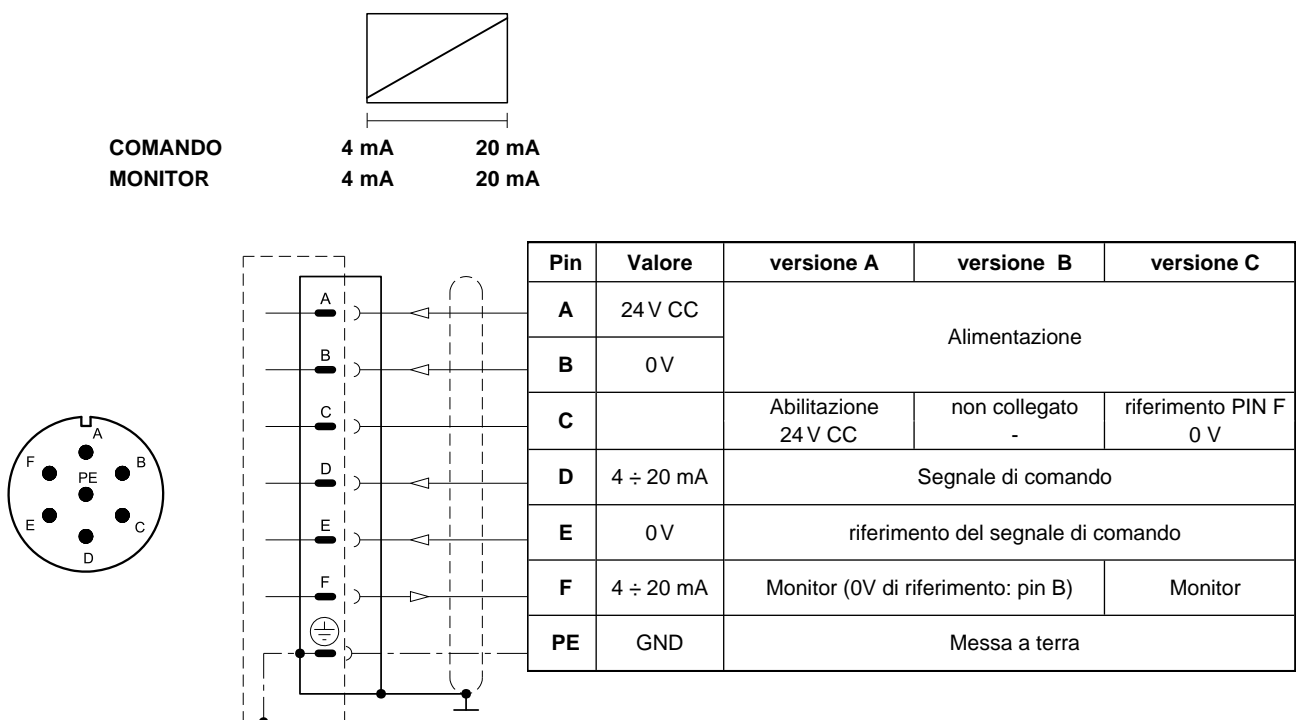 COMANDO 4 mA 20 mA
MONITOR 4 mA 20 mA
Pin Valore versione A versione B versione C
A 24 V CC Alimentazione
B 0 V
C Abilitazione 24 V CC non collegato - riferimento PIN F 0 V
D 4 ÷ 20 mA Segnale di comando
E 0 V riferimento del segnale di comando
F 4 ÷ 20 mA Monitor (0V di riferimento: pin B) Monitor
PE GND Messa a terra
A
B
C
D
E
F
A
F
B
PE
E
C
D